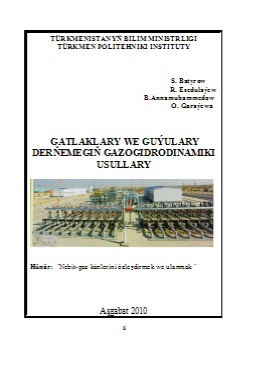 TÜRKMENISTANYŇ BILIM MINISTRLIGI
TÜRKMEN POLITEHNIKI INSTITUTY
S. Batyrow
R. Esedulaýew
B.Annamuhammedow
O. Garaýewa
GATLAKLARY WE GUÝULARY
DERŇEMEGIŇ GAZOGIDRODINAMIKI
USULLARY
Hünär: "Nebit-gaz känlerini özleşdirmek we ulanmak"
Aşgabat 2010